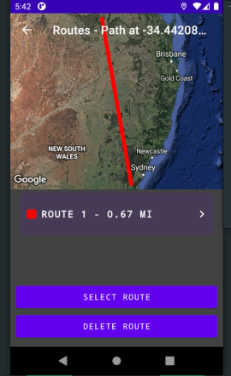 5:42
Routes - Path at -34.44208...
Brisbane
Gold Coast
NEW SOUTH
WALES
Newcastle
Sydney
Google
ROUTE 1 - 0.67 MI
SELECT ROUTE
DELETE ROUTE